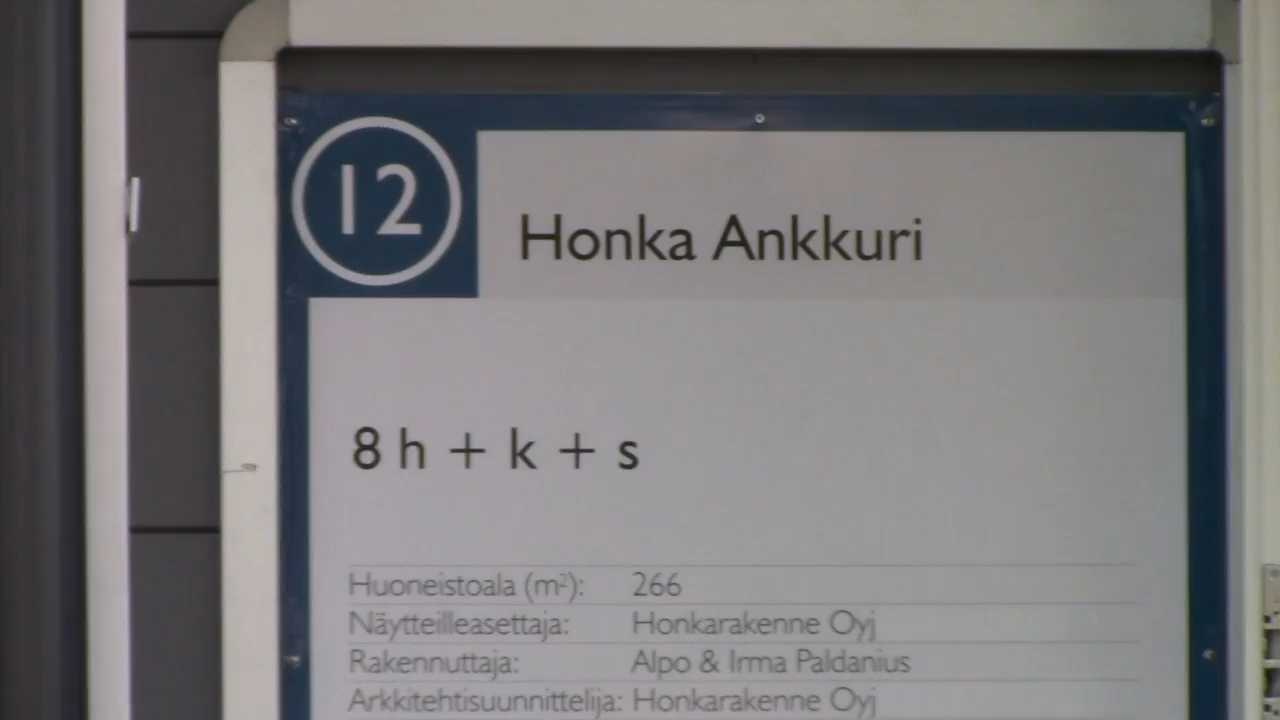 12
Honka Ankkuri
8 h + k + s
Huoneistoala (m²): 266
Näytteilleasettaja: Honkarakenne Oyj
Rakennuttaja: Alpo & Irma Paldanius
Arkkitehtisuunnittelija: Honkarakenne Oyj